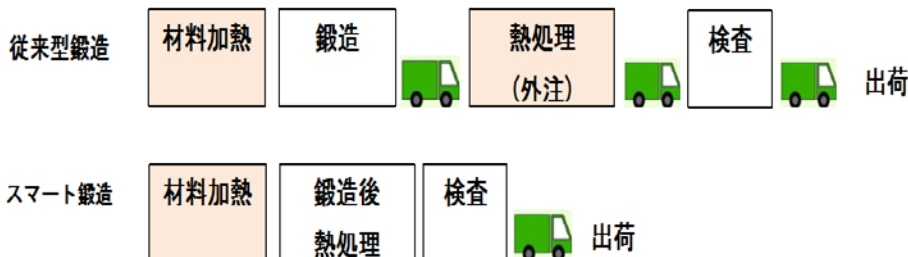 従来型鍛造
材料加熱
鍛造
熱処理
(外注)
検査
出荷
スマート鍛造
材料加熱
鍛造後
熱処理
検査
出荷